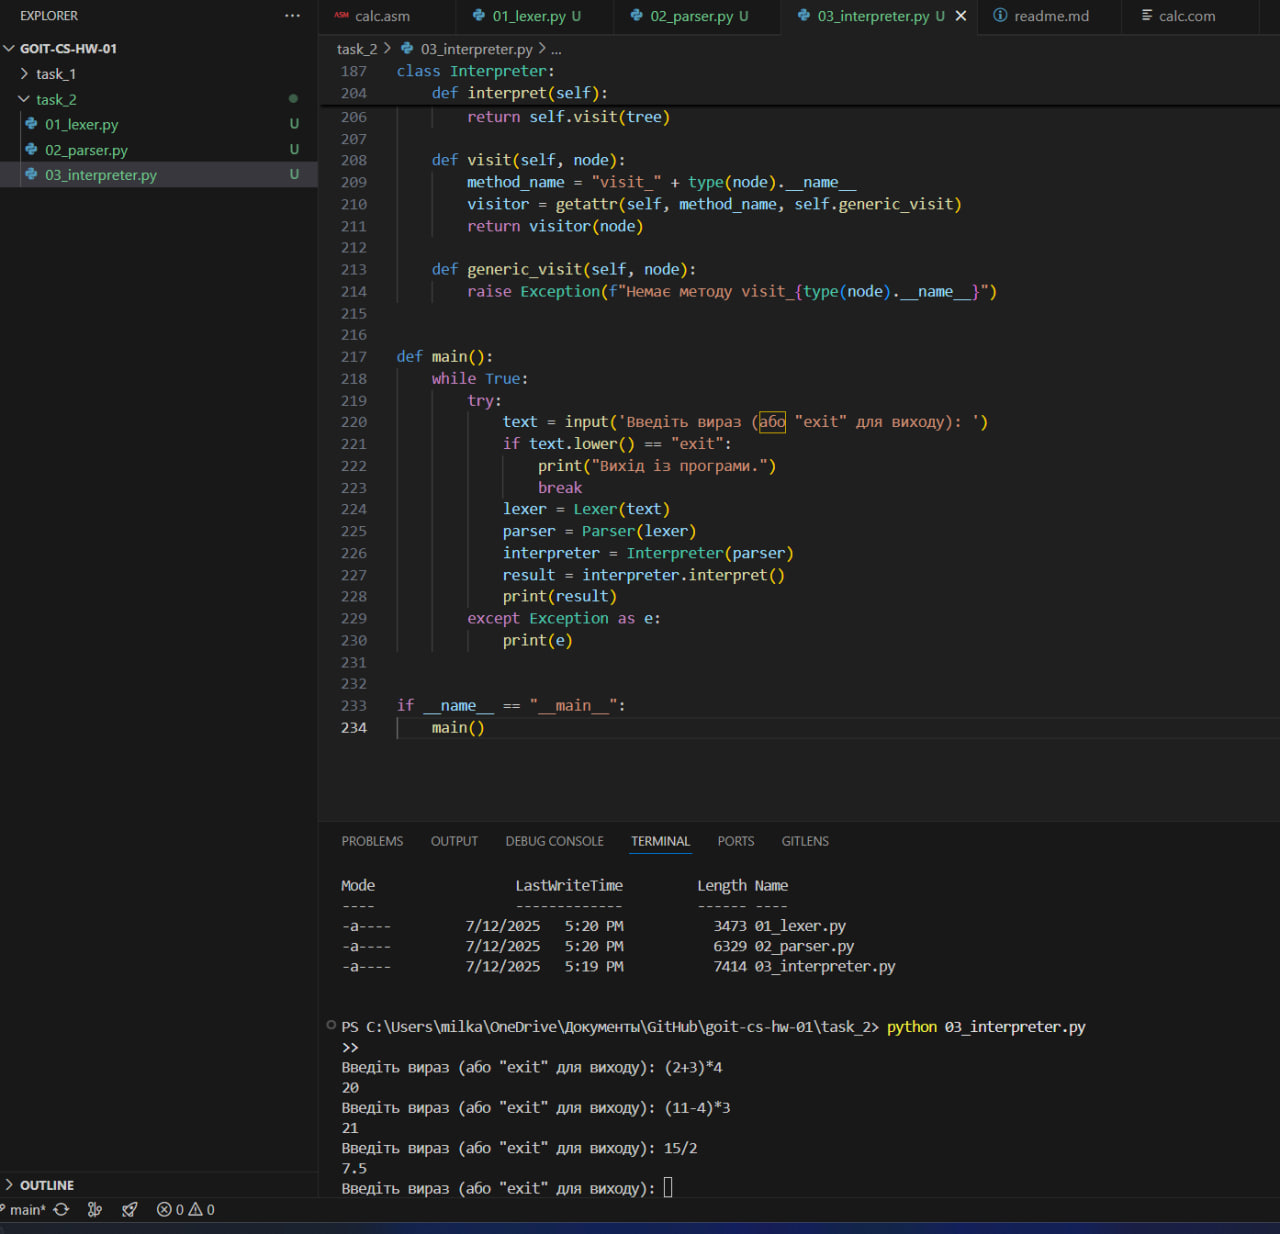 EXPLORER
GOIT-CS-HW-01
task_1
task_2
01_lexer.py U
02_parser.py U
03_interpreter.py U
OUTLINE
calc.asm
01_lexer.py U
02_parser.py U
03_interpreter.py U
readme.md
calc.com
task_2 > 03_interpreter.py > ...
187 class Interpreter:
204 def interpret(self):
206 return self.visit(tree)
207
208 def visit(self, node):
209 method_name = "visit_" + type(node).__name__
210 visitor = getattr(self, method_name, self.generic_visit)
211 return visitor(node)
212
213 def generic_visit(self, node):
214 raise Exception(f"Немає методу visit_{type(node).__name__}")
215
216
217 def main():
218 while True:
219 try:
220 text = input('Введіть вираз (або "exit" для виходу): ')
221 if text.lower() == "exit":
222 print("Вихід із програми.")
223 break
224 lexer = Lexer(text)
225 parser = Parser(lexer)
226 interpreter = Interpreter(parser)
227 result = interpreter.interpret()
228 print(result)
229 except Exception as e:
230 print(e)
231
232
233 if __name__ == "__main__":
234 main()
PROBLEMS OUTPUT DEBUG CONSOLE TERMINAL PORTS GITLENS
Mode LastWriteTime Length Name
---- ------------- ------ ----
-a---- 7/12/2025 5:20 PM 3473 01_lexer.py
-a---- 7/12/2025 5:20 PM 6329 02_parser.py
-a---- 7/12/2025 5:19 PM 7414 03_interpreter.py
PS C:\Users\milka\OneDrive\Документы\GitHub\goit-cs-hw-01\task_2> python 03_interpreter.py
>>
Введіть вираз (або "exit" для виходу): (2+3)*4
20
Введіть вираз (або "exit" для виходу): (11-4)*3
21
Введіть вираз (або "exit" для виходу): 15/2
7.5
Введіть вираз (або "exit" для виходу):
main* 0 0